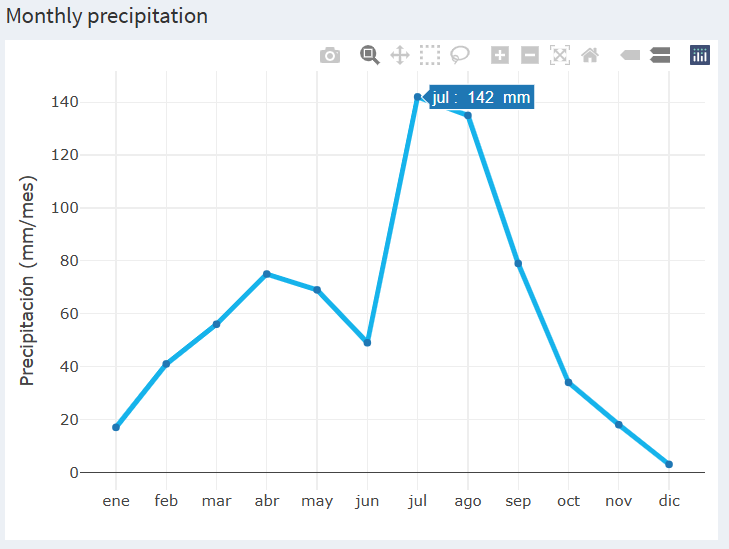 Monthly precipitation
jul : 142 mm
Precipitación (mm/mes)
140
120
100
80
60
40
20
0
ene feb mar abr may jun jul ago sep oct nov dic